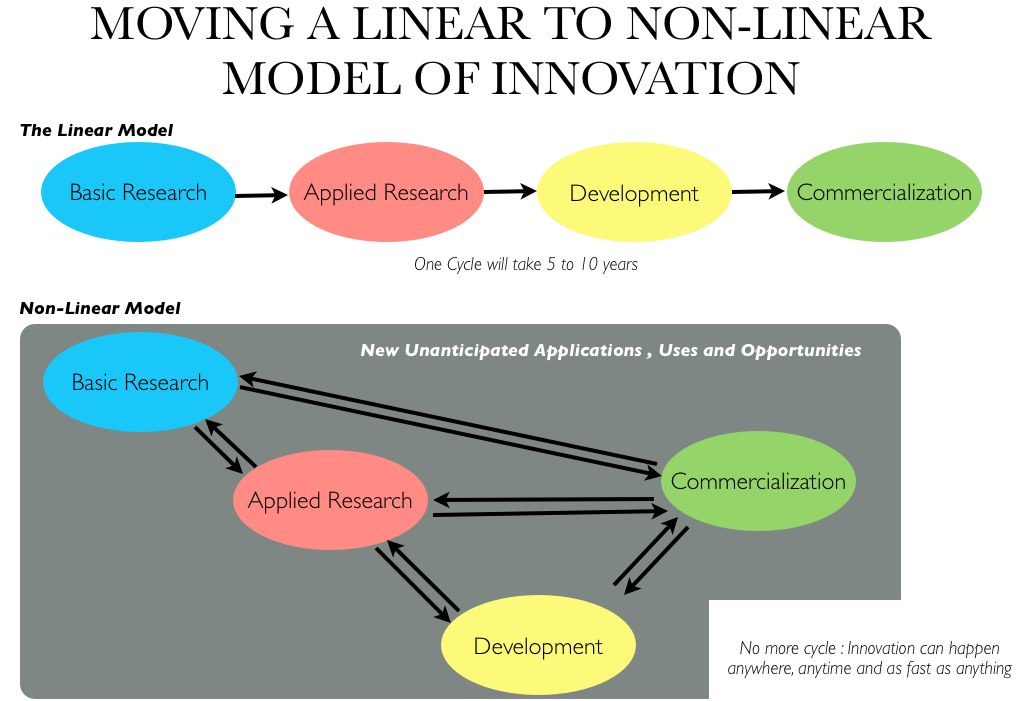 MOVING A LINEAR TO NON-LINEAR
MODEL OF INNOVATION
The Linear Model
Basic Research
Applied Research
Development
Commercialization
One Cycle will take 5 to 10 years
Non-Linear Model
New Unanticipated Applications , Uses and Opportunities
Basic Research
Commercialization
Applied Research
Development
No more cycle : Innovation can happen
anywhere, anytime and as fast as anything